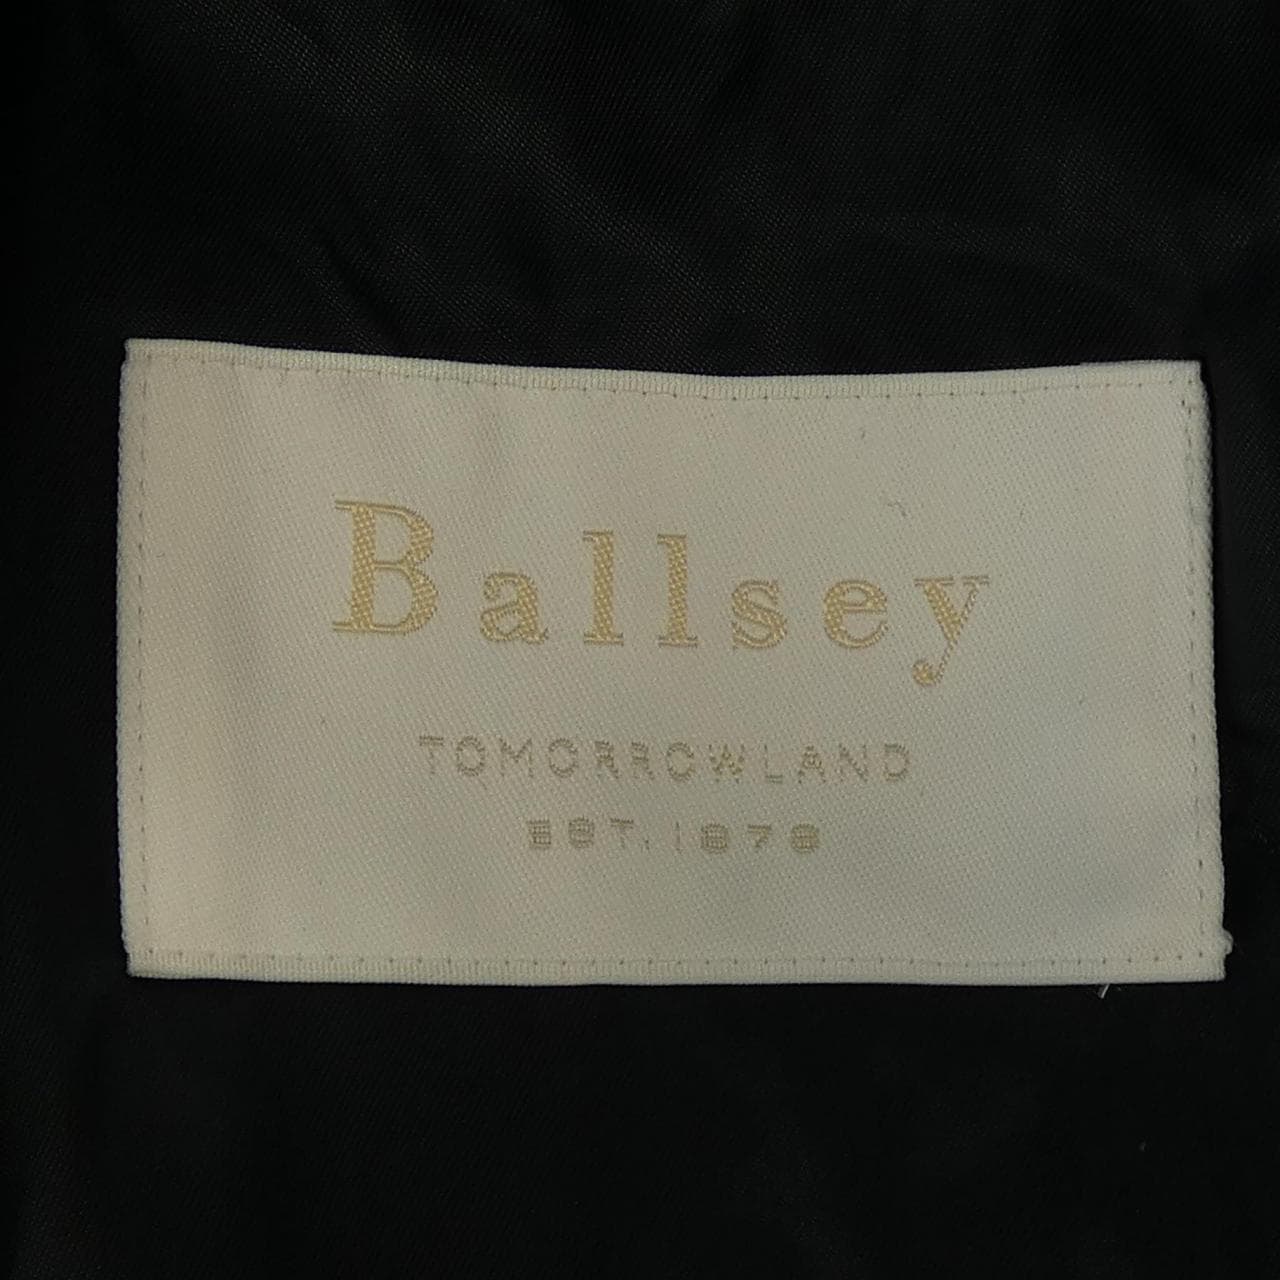 Ballsey
TOMORROWLAND
EST. 1978